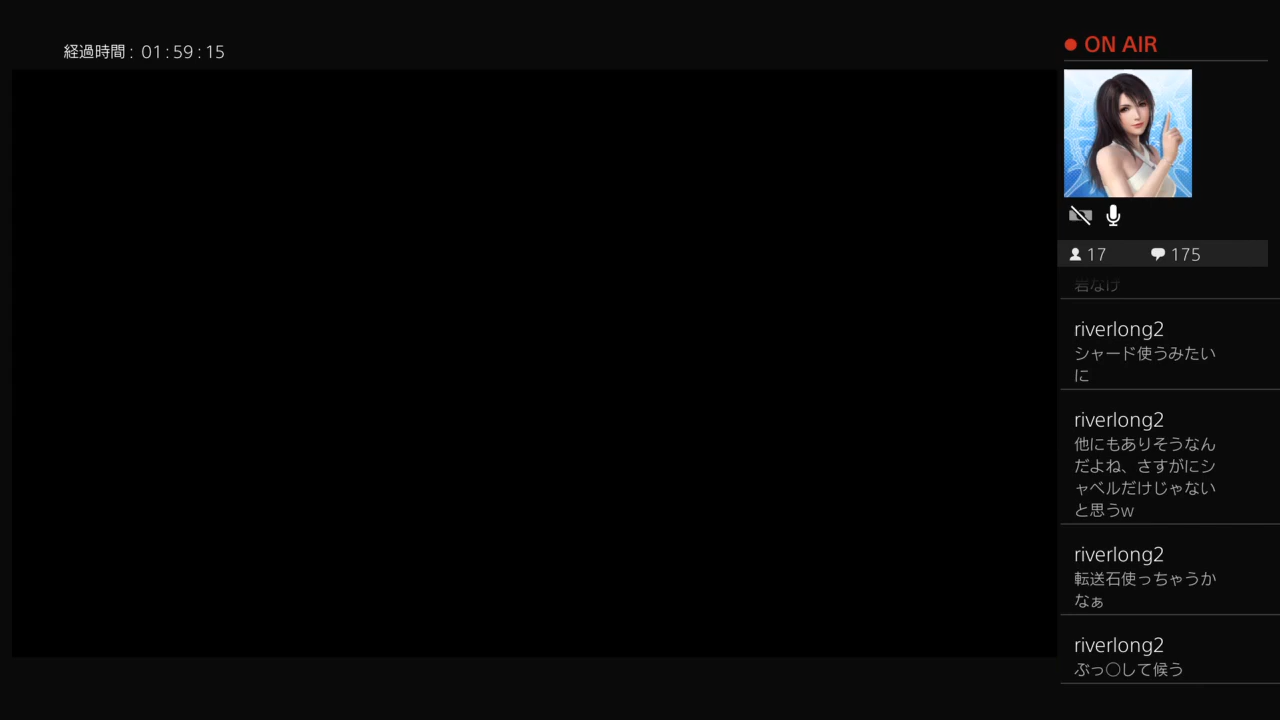 経過時間 : 01 : 59 : 15
ON AIR
17
175
岩なげ
riverlong2
シャード使うみたい
に
riverlong2
他にもありそうなん
だよね、さすがにシ
ャベルだけじゃない
と思うw
riverlong2
転送石使っちゃうか
なぁ
riverlong2
ぶっ○して候う